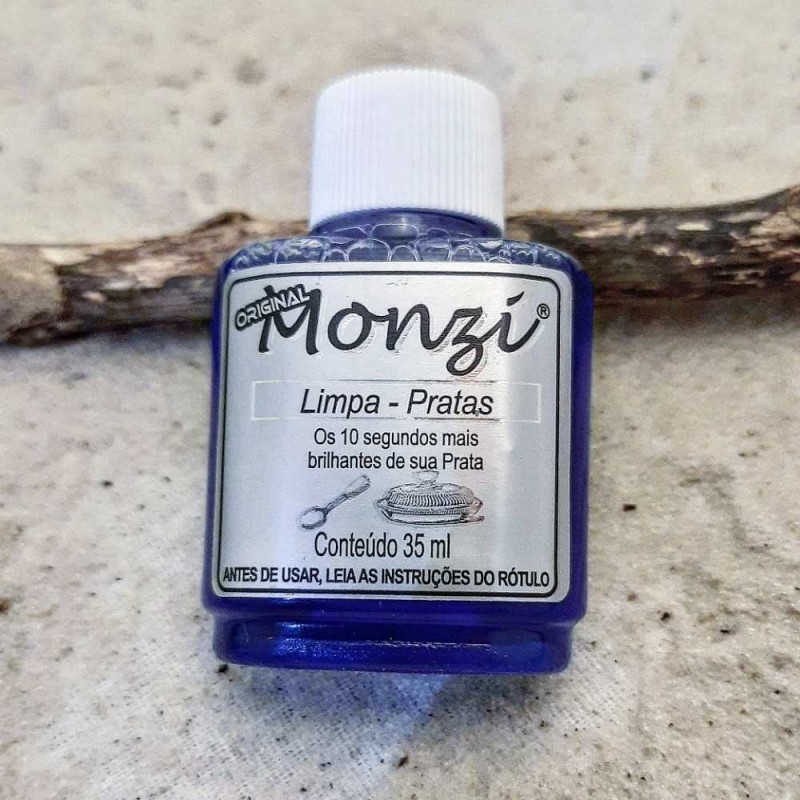 ORIGINAL
Monzi®
Limpa - Pratas
Os 10 segundos mais
brilhantes de sua Prata
Conteúdo 35 ml
ANTES DE USAR, LEIA AS INSTRUÇÕES DO RÓTULO